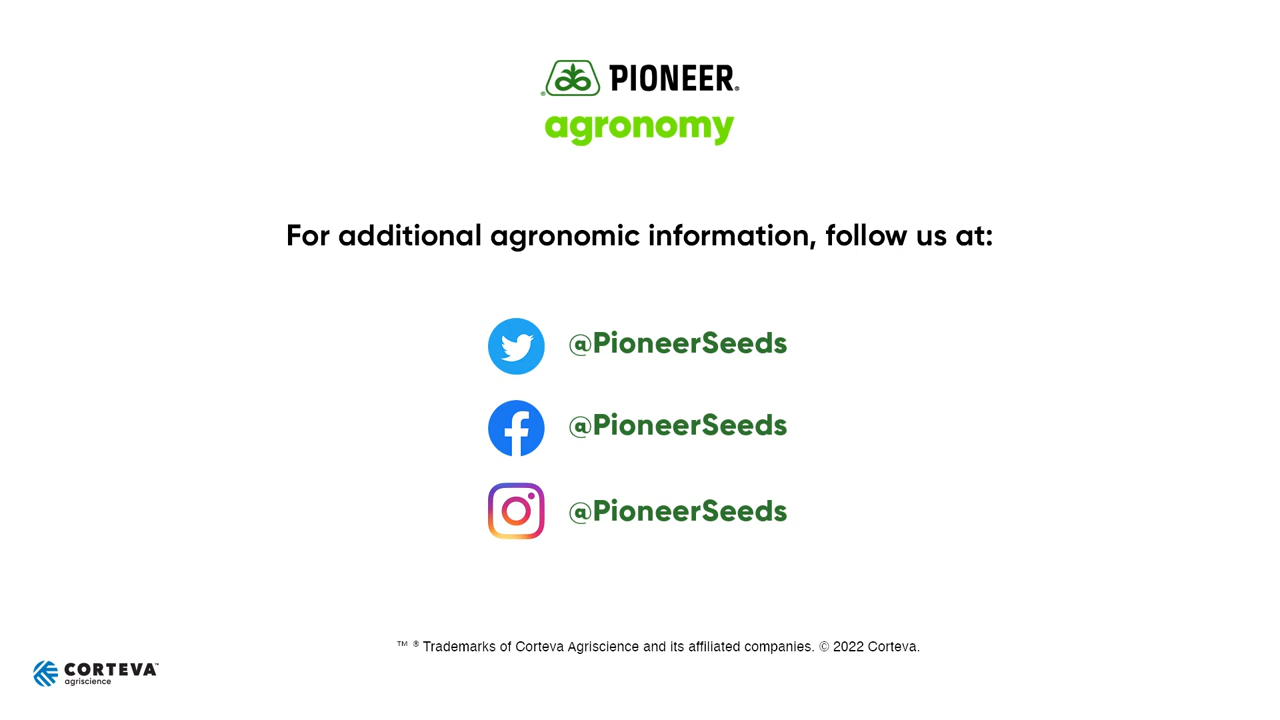 PIONEER®
agronomy
For additional agronomic information, follow us at:
@PioneerSeeds
@PioneerSeeds
@PioneerSeeds
™ ® Trademarks of Corteva Agriscience and its affiliated companies. © 2022 Corteva.
CORTEVA™
agriscience